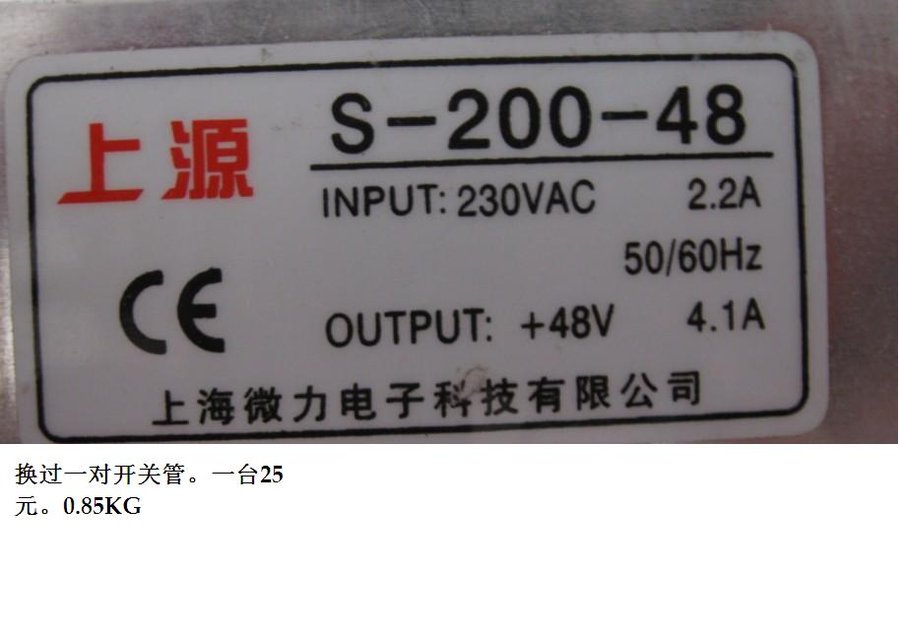 上源
S-200-48
INPUT: 230VAC 2.2A
50/60Hz
CE
OUTPUT: +48V 4.1A
上海微力电子科技有限公司
换过一对开关管。一台25
元。0.85KG